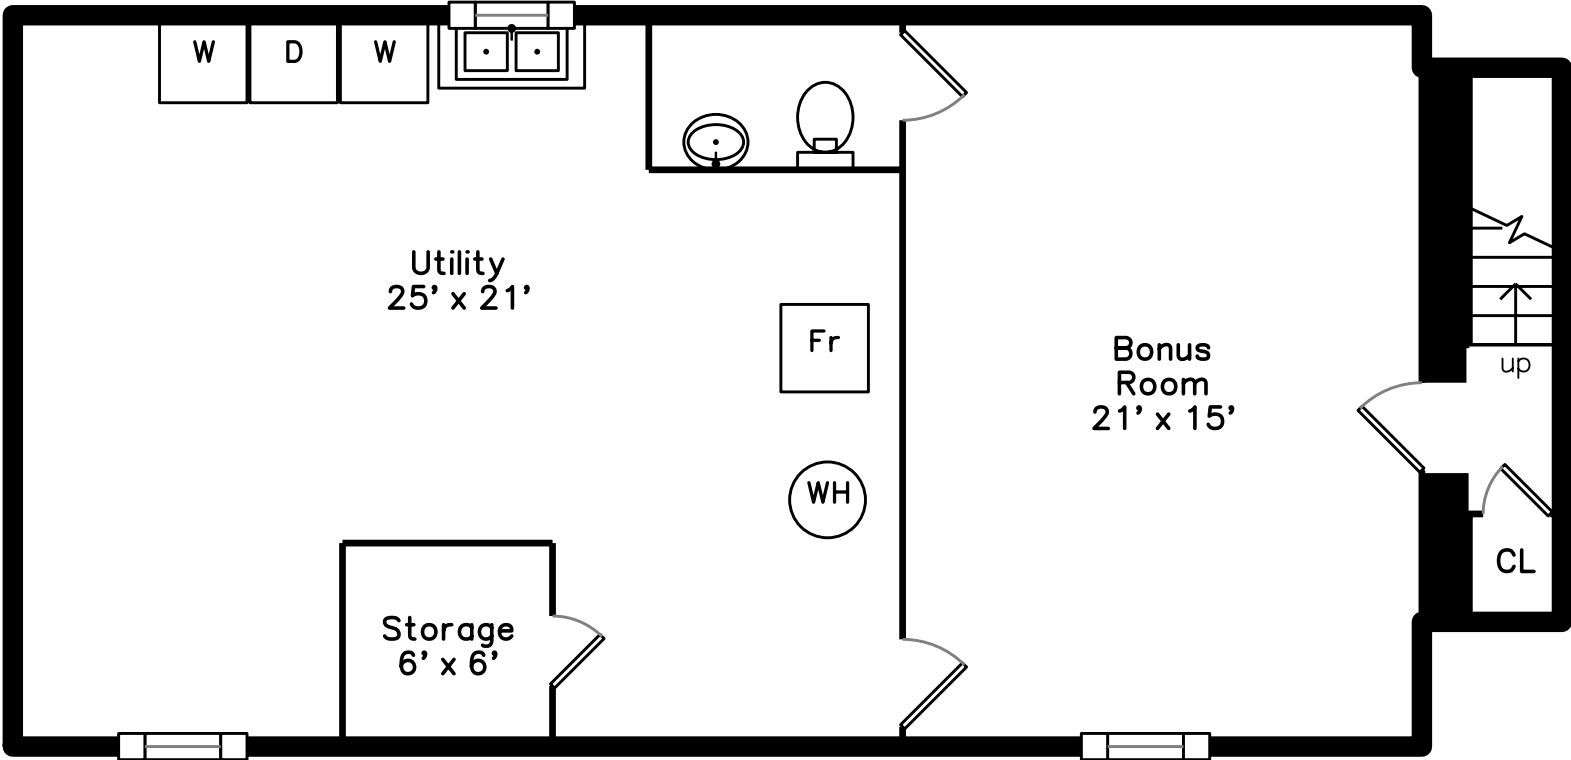 W D W
Utility
25’ x 21’
Fr
Bonus
Room
21’ x 15’
up
WH
CL
Storage
6’ x 6’